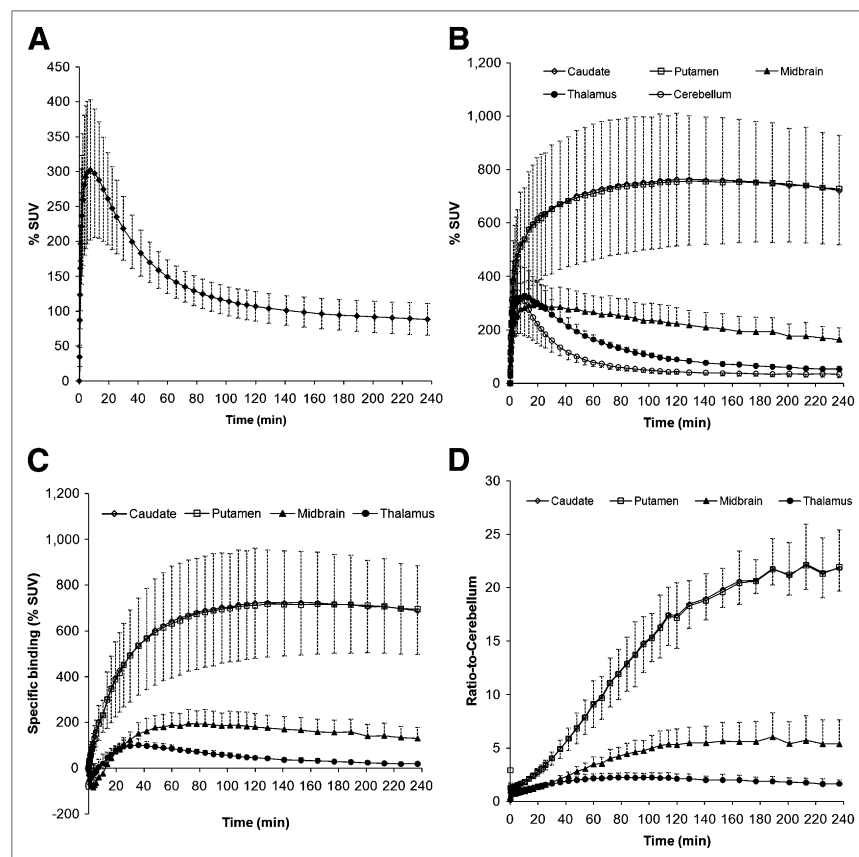 A
450
400
350
300
250
200
150
100
50
0
% SUV
0 20 40 60 80 100 120 140 160 180 200 220 240
Time (min)
B
1,200
1,000
800
600
400
200
0
% SUV
Caudate Putamen Midbrain
Thalamus Cerebellum
0 20 40 60 80 100 120 140 160 180 200 220 240
Time (min)
C
1,200
1,000
800
600
400
200
0
-200
Specific binding (% SUV)
Caudate Putamen Midbrain Thalamus
0 20 40 60 80 100 120 140 160 180 200 220 240
Time (min)
D
30
25
20
15
10
5
0
Ratio-to-Cerebellum
Caudate Putamen Midbrain Thalamus
0 20 40 60 80 100 120 140 160 180 200 220 240
Time (min)